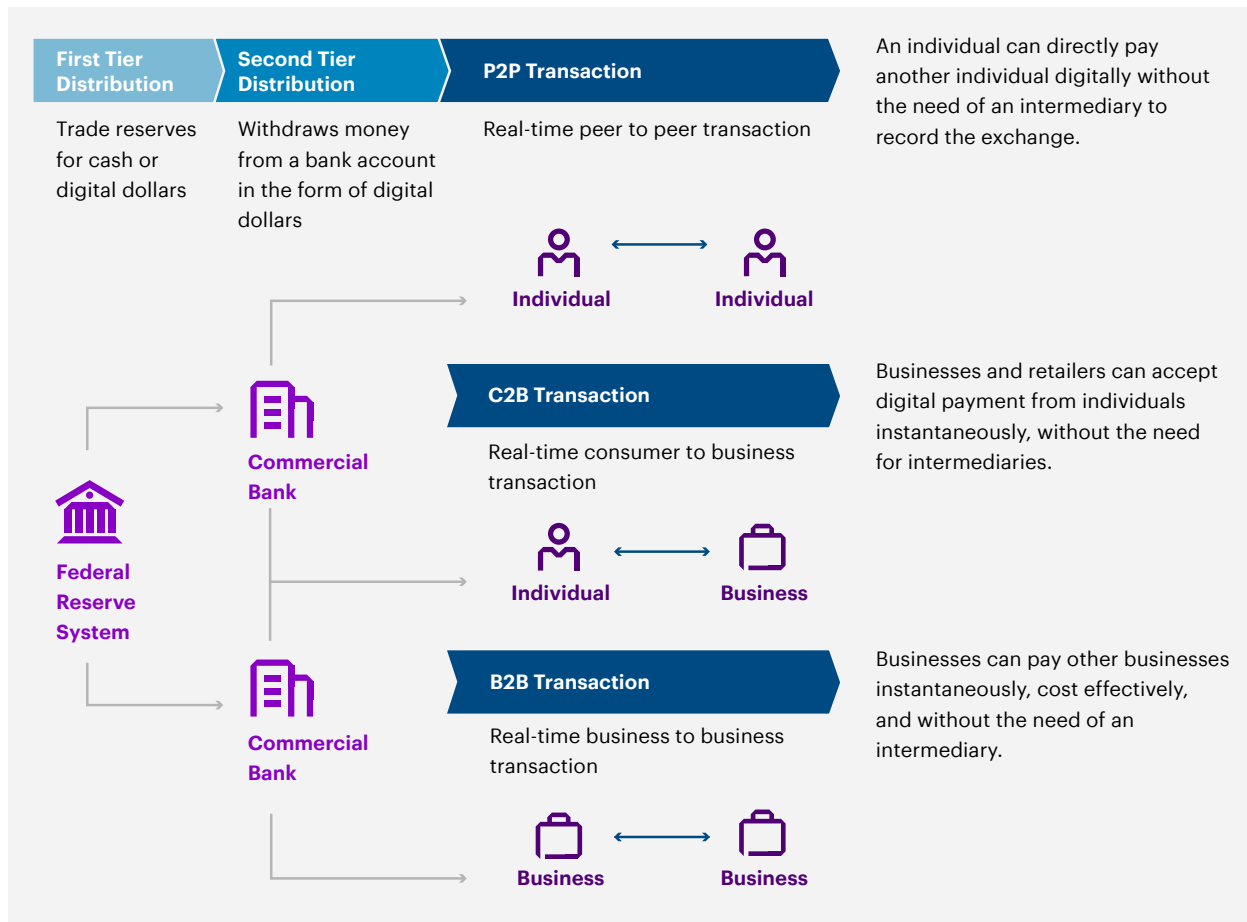 First Tier
Distribution
Second Tier
Distribution
P2P Transaction
Trade reserves
for cash or
digital dollars
Withdraws money
from a bank account
in the form of digital
dollars
Real-time peer to peer transaction
An individual can directly pay
another individual digitally without
the need of an intermediary to
record the exchange.
Individual
Individual
C2B Transaction
Real-time consumer to business
transaction
Businesses and retailers can accept
digital payment from individuals
instantaneously, without the need
for intermediaries.
Commercial
Bank
Federal
Reserve
System
Individual
Business
B2B Transaction
Real-time business to business
transaction
Businesses can pay other businesses
instantaneously, cost effectively,
and without the need of an
intermediary.
Commercial
Bank
Business
Business